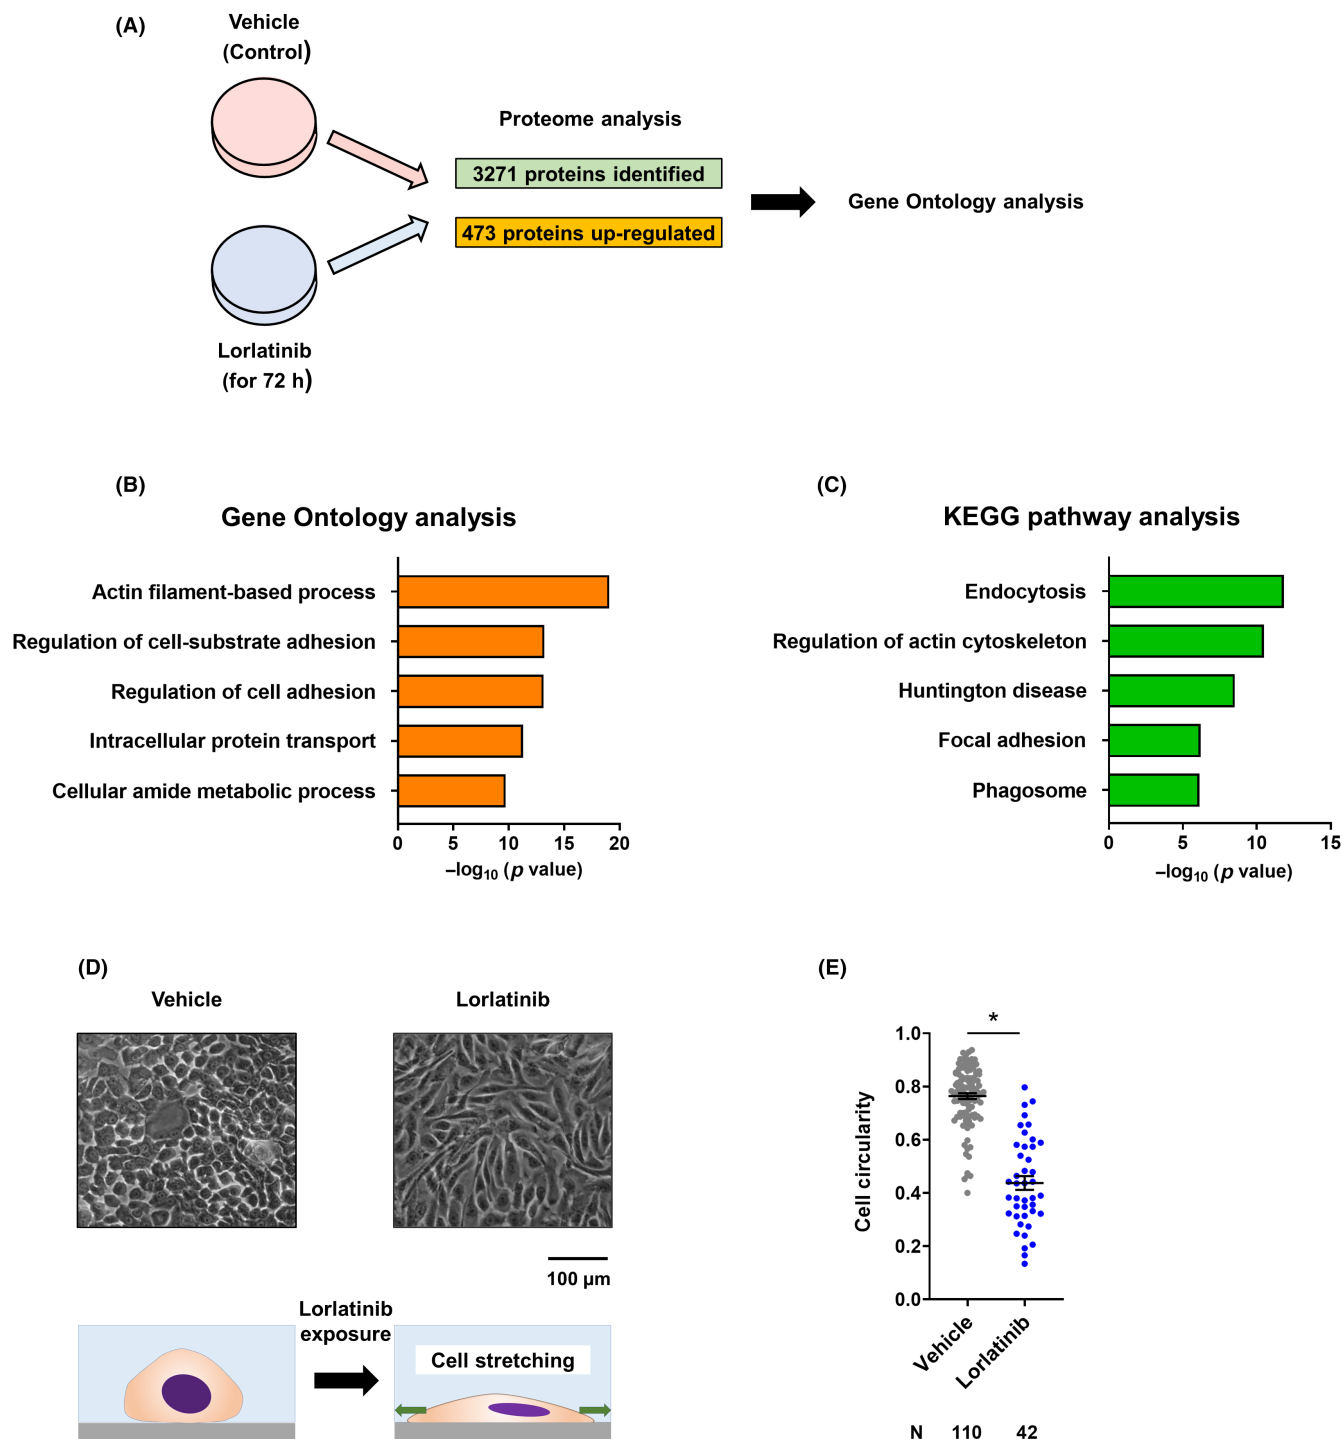 (A)
Vehicle
(Control)
Proteome analysis
3271 proteins identified
473 proteins up-regulated
Gene Ontology analysis
Lorlatinib
(for 72 h)
(B)
Gene Ontology analysis
Actin filament-based process
Regulation of cell-substrate adhesion
Regulation of cell adhesion
Intracellular protein transport
Cellular amide metabolic process
0 5 10 15 20
–log10 (p value)
(C)
KEGG pathway analysis
Endocytosis
Regulation of actin cytoskeleton
Huntington disease
Focal adhesion
Phagosome
0 5 10 15
–log10 (p value)
(D)
Vehicle
Lorlatinib
100 µm
Lorlatinib
exposure
Cell stretching
(E)
*
1.0
0.8
0.6
0.4
0.2
0.0
Cell circularity
Vehicle
Lorlatinib
N 110 42